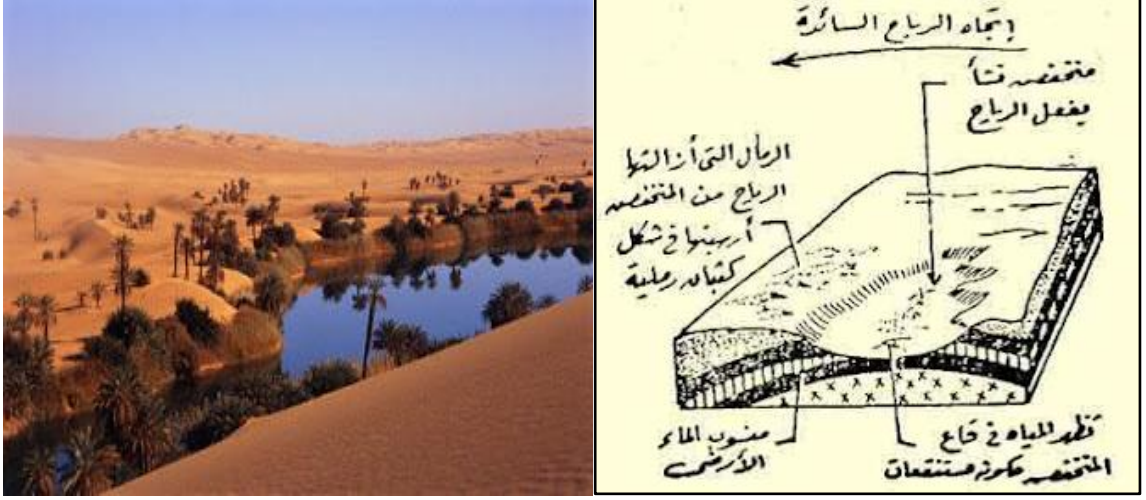 إتجاه الرياح السائدة
منخفض نشأ
بفعل الرياح
الرمال التى أزالتها
الرياح من المنخفض
أرسبتها فى شكل
كثبان رملية
منسوب الماء
الأرضى
تظهر المياه فى قاع
المنخفض مكونة مستنقعات